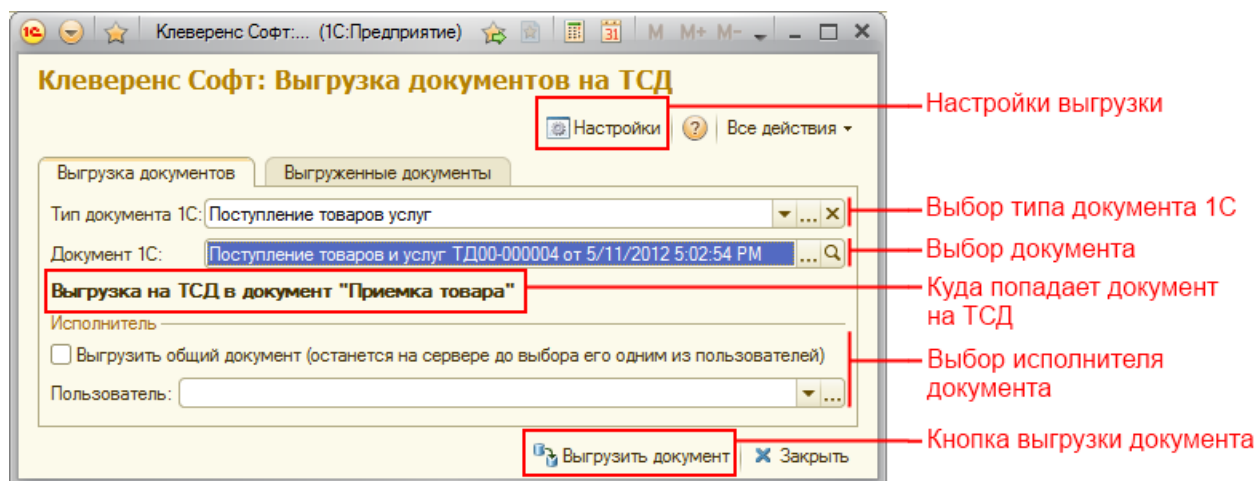 Клеверенс Софт:... (1С:Предприятие) 31 M M+ M-
Клеверенс Софт: Выгрузка документов на ТСД
Настройки ? Все действия
Настройки выгрузки
Выгрузка документов Выгруженные документы
Тип документа 1С: Поступление товаров услуг ...
Выбор типа документа 1С
Документ 1С: Поступление товаров и услуг ТД00-000004 от 5/11/2012 5:02:54 PM ...
Выбор документа
Выгрузка на ТСД в документ "Приемка товара"
Куда попадает документ
на ТСД
Исполнитель
Выгрузить общий документ (останется на сервере до выбора его одним из пользователей)
Пользователь: ...
Выбор исполнителя
документа
Выгрузить документ Закрыть
Кнопка выгрузки документа